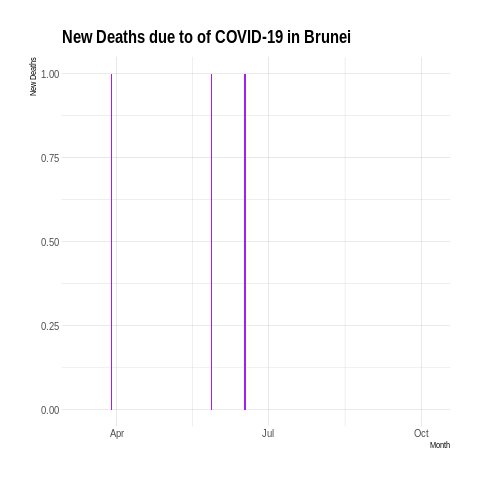 New Deaths due to of COVID-19 in Brunei
New Deaths
1.00
0.75
0.50
0.25
0.00
Apr
Jul
Oct
Month